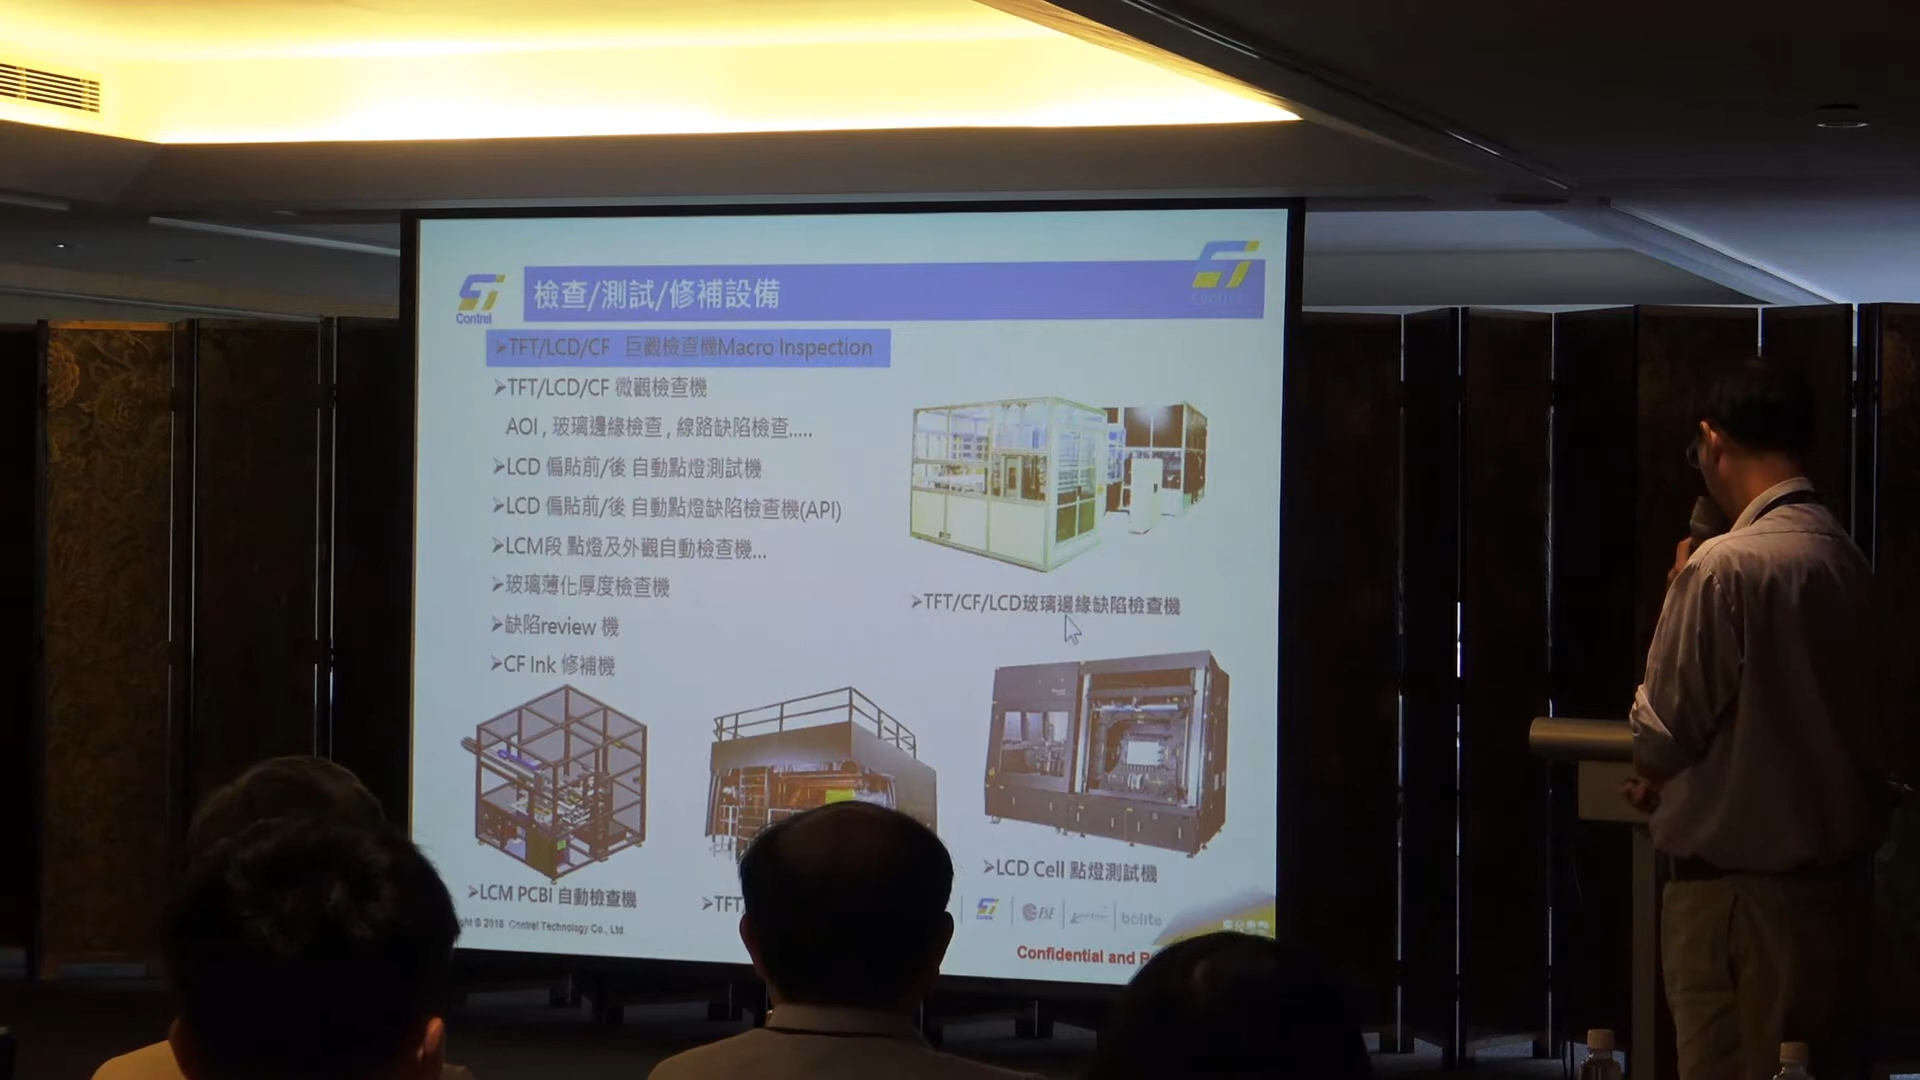 Contrel
檢查/測試/修補設備
Contrel
➢TFT/LCD/CF 巨觀檢查機Macro Inspection
➢TFT/LCD/CF 微觀檢查機
AOI , 玻璃邊緣檢查 , 線路缺陷檢查.....
➢LCD 偏貼前/後 自動點燈測試機
➢LCD 偏貼前/後 自動點燈缺陷檢查機(API)
➢LCM段 點燈及外觀自動檢查機...
➢玻璃薄化厚度檢查機
➢缺陷review 機
➢CF Ink 修補機
➢TFT/CF/LCD玻璃邊緣缺陷檢查機
➢LCD Cell 點燈測試機
➢LCM PCBI 自動檢查機
➢TFT
© 2018 Contrel Technology Co., Ltd.
FSE
bolite
Confidential and